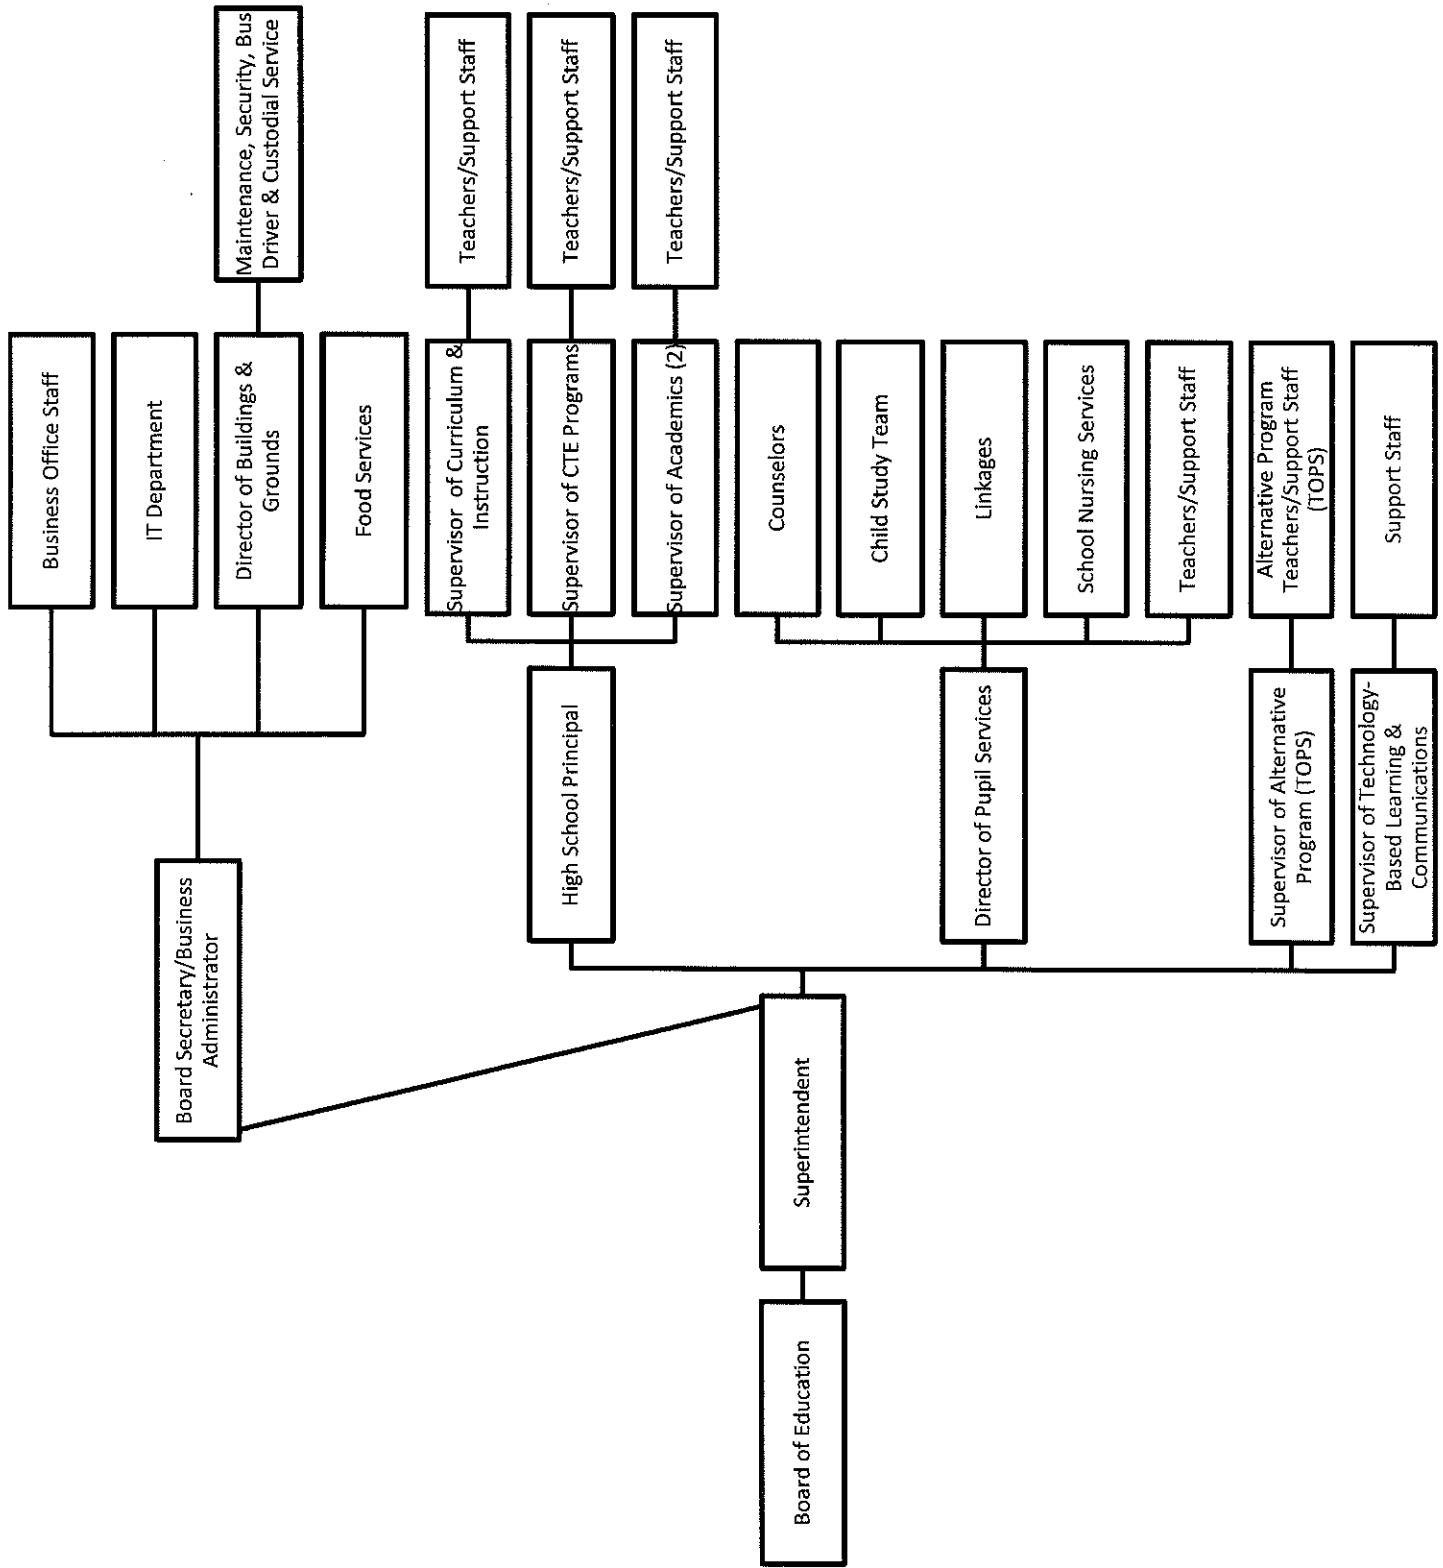 Board of Education
Superintendent
Board Secretary/Business
Administrator
Business Office Staff
IT Department
Director of Buildings &
Grounds
Maintenance, Security, Bus
Driver & Custodial Service
Food Services
High School Principal
Supervisor of Curriculum &
Instruction
Teachers/Support Staff
Supervisor of CTE Programs
Teachers/Support Staff
Supervisor of Academics (2)
Teachers/Support Staff
Director of Pupil Services
Counselors
Child Study Team
Linkages
School Nursing Services
Teachers/Support Staff
Supervisor of Alternative
Program (TOPS)
Alternative Program
Teachers/Support Staff
(TOPS)
Supervisor of Technology-
Based Learning &
Communications
Support Staff